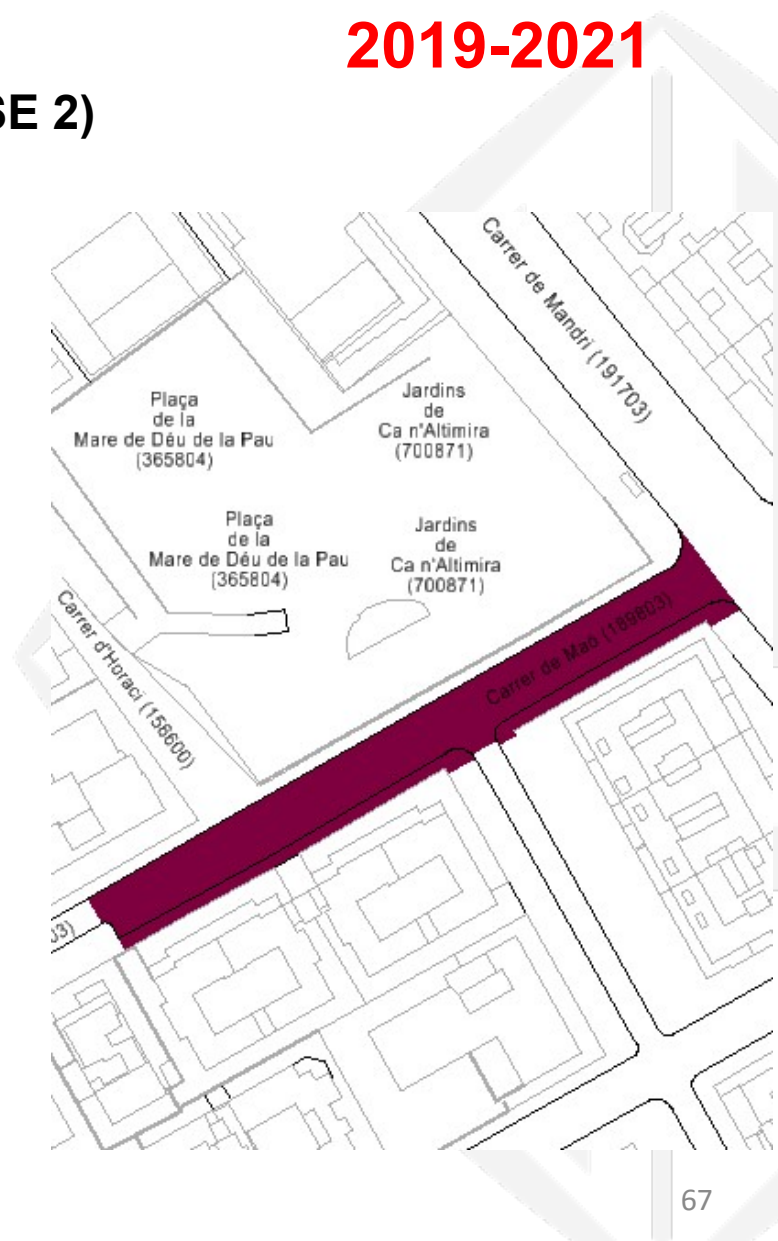 2019-2021
SE 2)
Carrer de Mandri (191703)
Plaça
de la
Mare de Déu de la Pau
(365804)
Jardins
de
Ca n'Altimira
(700871)
Plaça
de la
Mare de Déu de la Pau
(365804)
Jardins
de
Ca n'Altimira
(700871)
Carrer d'Horaci (158600)
Carrer de Maó (189803)
03)
67